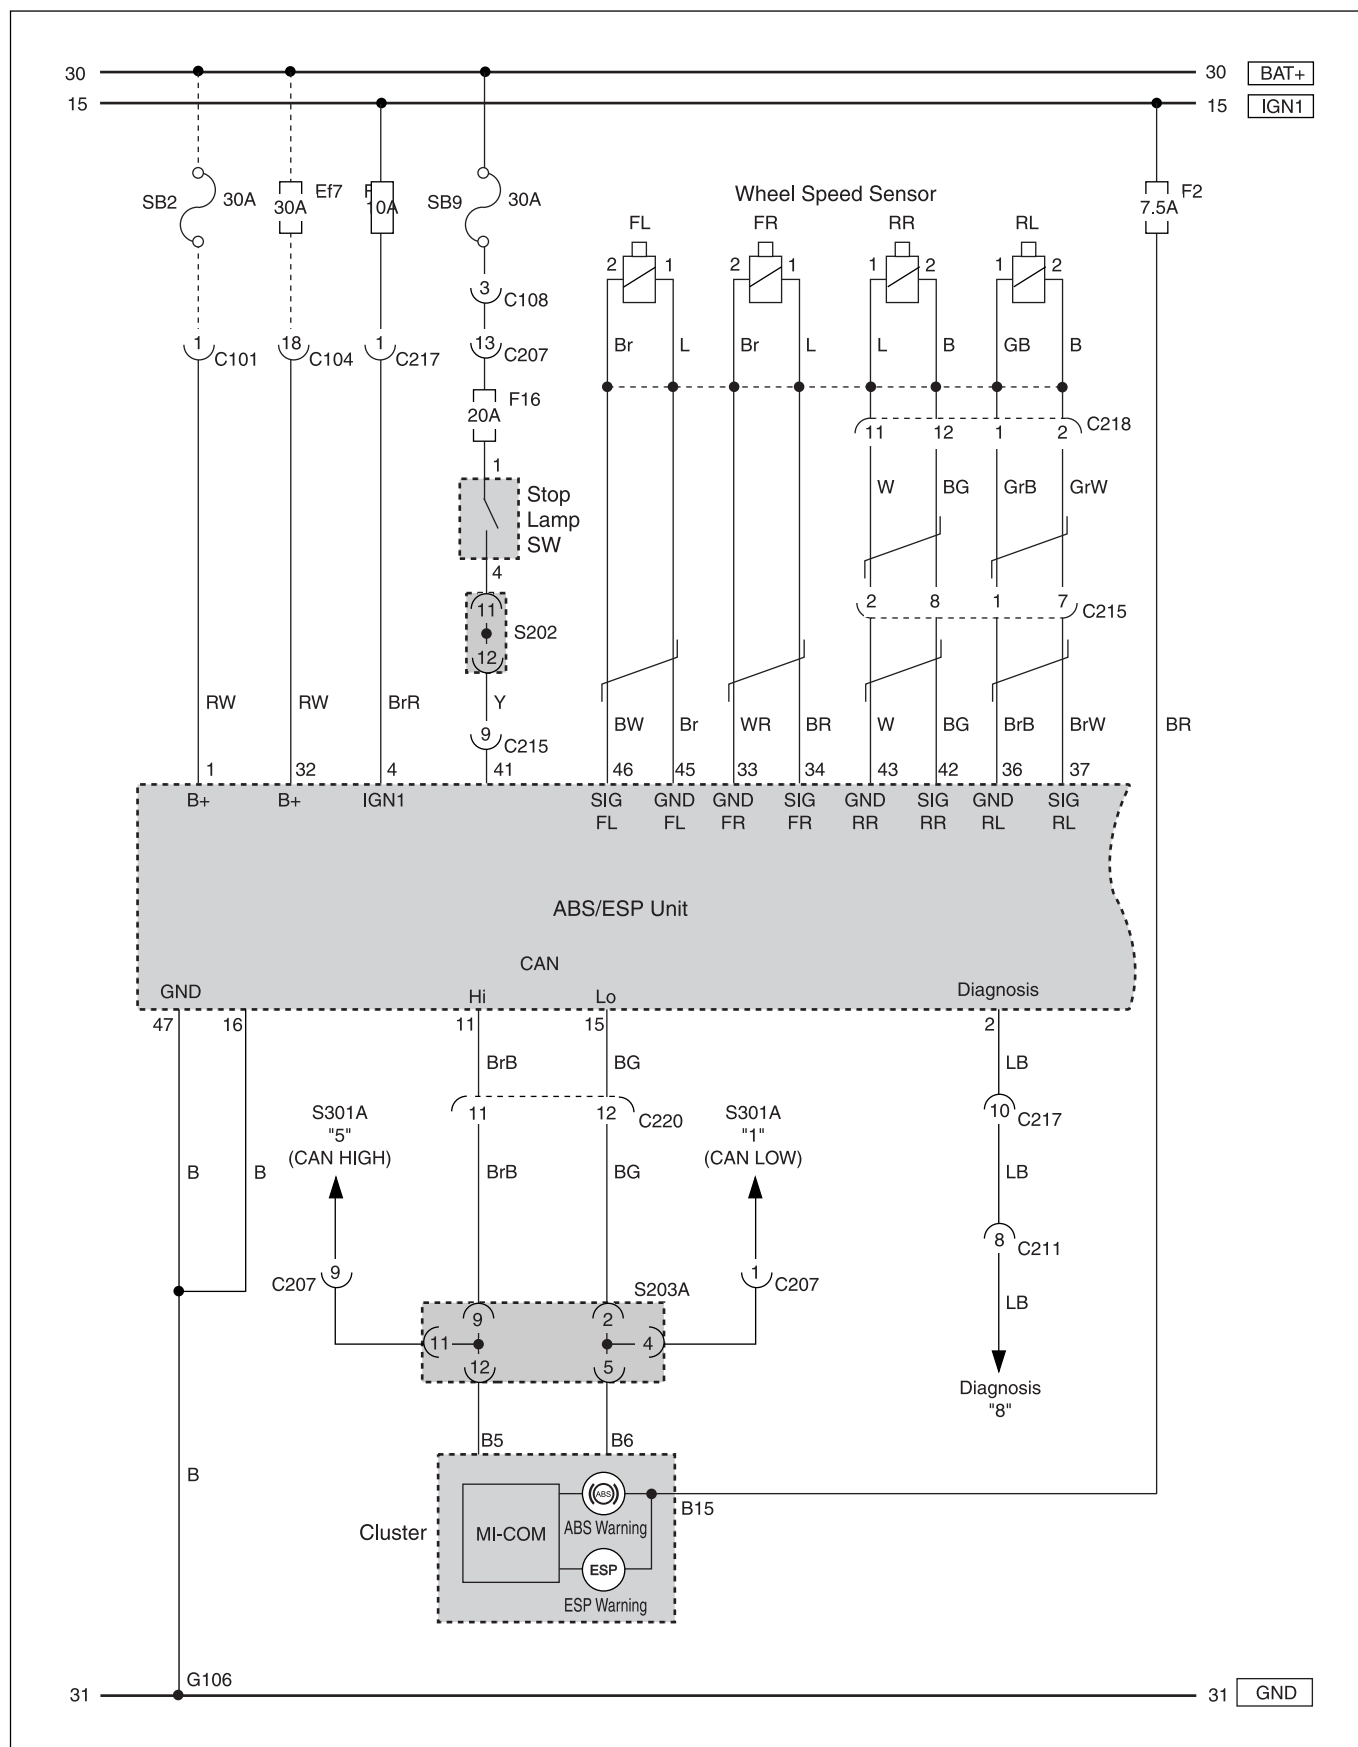 30 30 BAT+
15 15 IGN1
SB2 30A
Ef7
30A
10A
SB9 30A
Wheel Speed Sensor
F2
7.5A
FL FR RR RL
2 1 2 1 1 2 1 2
3 C108
1 C101
18 C104
1 C217
13 C207
Br L Br L L B GB B
F16
20A
11 12 1 2 C218
1
Stop
Lamp
SW
4
W BG GrB GrW
11
S202
12
2 8 1 7 C215
RW RW BrR Y
9 C215
BW Br WR BR W BG BrB BrW BR
1 32 4 41 46 45 33 34 43 42 36 37
B+ B+ IGN1
SIG GND GND SIG GND SIG GND SIG
FL FL FR FR RR RR RL RL
ABS/ESP Unit
CAN
GND Hi Lo Diagnosis
47 16 11 15 2
BrB BG LB
11 12 C220
10 C217
S301A
"5"
(CAN HIGH)
S301A
"1"
(CAN LOW)
B B BrB BG LB
8 C211
C207 9
1 C207
S203A
LB
9 2
11 4
12 5
Diagnosis
"8"
B5 B6
B
Cluster
MI-COM
ABS
ABS Warning
B15
ESP
ESP Warning
G106
31 31 GND